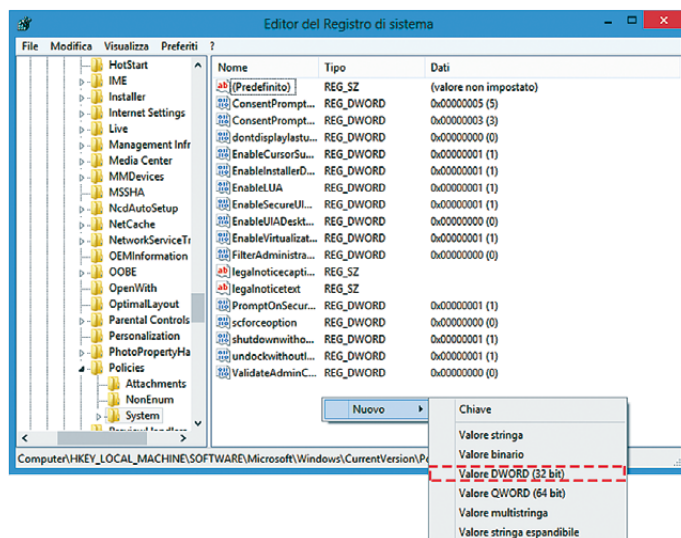 Editor del Registro di sistema
File Modifica Visualizza Preferiti ?
HotStart
IME
Installer
Internet Settings
Live
Management Infr
Media Center
MMDevices
MSSHA
NcdAutoSetup
NetCache
NetworkServiceTr
OEMInformation
OOBE
OpenWith
OptimalLayout
Parental Controls
Personalization
PhotoPropertyHa
Policies
Attachments
NonEnum
System
Nome Tipo Dati
(Predefinito) REG_SZ (valore non impostato)
ConsentPrompt... REG_DWORD 0x00000005 (5)
ConsentPrompt... REG_DWORD 0x00000003 (3)
dontdisplaylastu... REG_DWORD 0x00000000 (0)
EnableCursorSu... REG_DWORD 0x00000001 (1)
EnableInstallerD... REG_DWORD 0x00000001 (1)
EnableLUA REG_DWORD 0x00000001 (1)
EnableSecureUI... REG_DWORD 0x00000001 (1)
EnableUIADeskt... REG_DWORD 0x00000000 (0)
EnableVirtualizat... REG_DWORD 0x00000001 (1)
FilterAdministra... REG_DWORD 0x00000000 (0)
legalnoticecapti... REG_SZ
legalnoticetext REG_SZ
PromptOnSecur... REG_DWORD 0x00000001 (1)
scforceoption REG_DWORD 0x00000000 (0)
shutdownwitho... REG_DWORD 0x00000001 (1)
undockwithoutl... REG_DWORD 0x00000001 (1)
ValidateAdminC... REG_DWORD 0x00000000 (0)
Nuovo
Chiave
Valore stringa
Valore binario
Valore DWORD (32 bit)
Valore QWORD (64 bit)
Valore multistringa
Valore stringa espandibile
Computer\HKEY_LOCAL_MACHINE\SOFTWARE\Microsoft\Windows\CurrentVersion\Po